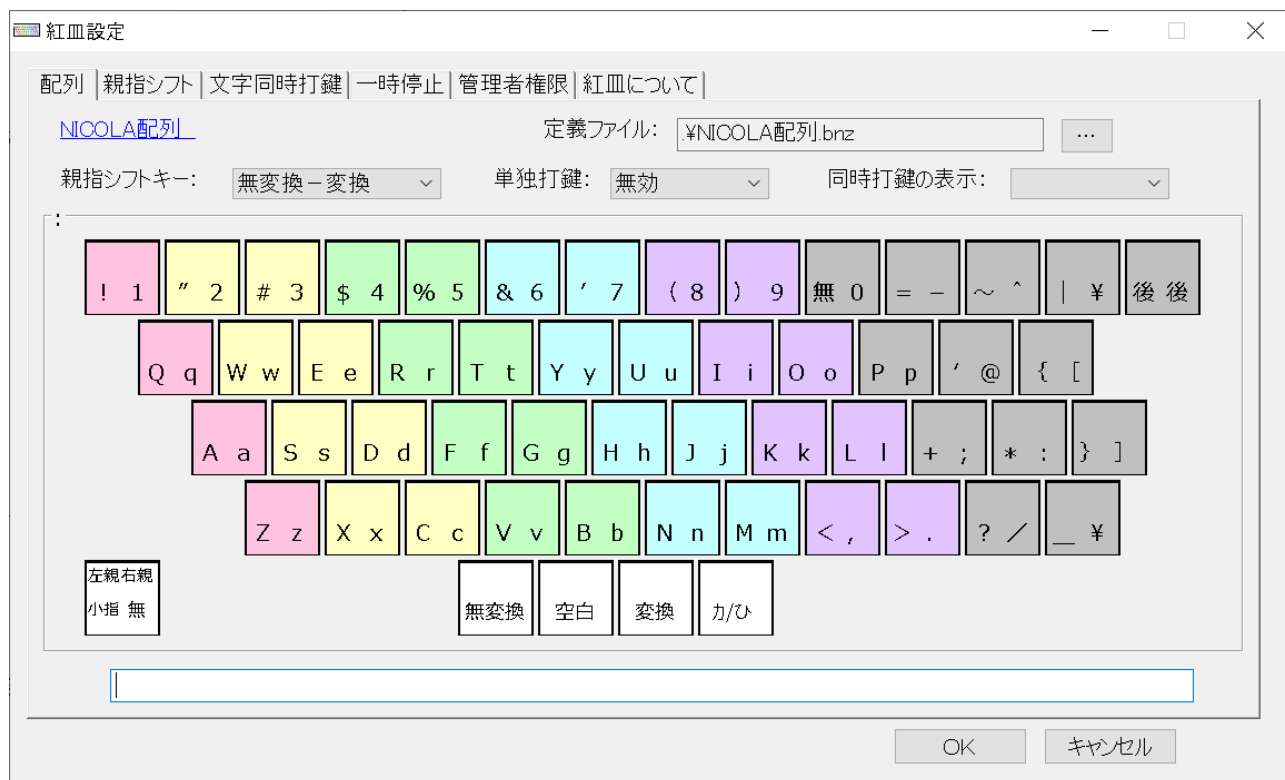 紅皿設定
配列 親指シフト 文字同時打鍵 一時停止 管理者権限 紅皿について
NICOLA配列 定義ファイル: .¥NICOLA配列.bnz ...
親指シフトキー: 無変換－変換 単独打鍵: 無効 同時打鍵の表示:
:
! 1 ″ 2 # 3 $ 4 % 5 & 6 ′ 7 ( 8 ) 9 無 0 = － ～ ＾ | ¥ 後 後
Q q W w E e R r T t Y y U u I i O o P p ‘ @ { [
A a S s D d F f G g H h J j K k L l + ; * : } ]
Z z X x C c V v B b N n M m < , > . ? ／ ＿ ¥
左親右親
小指 無 無変換 空白 変換 カ/ひ
OK キャンセル